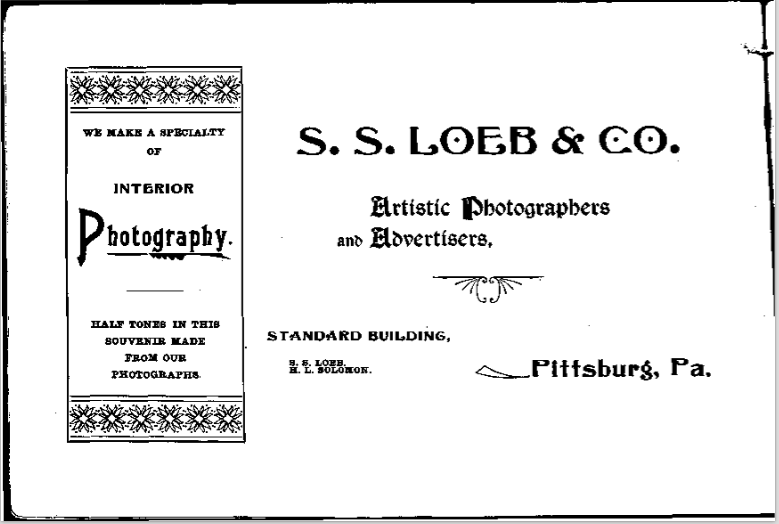 WE MAKE A SPECIALTY
OF
INTERIOR
Photography.
HALF TONES IN THIS
SOUVENIR MADE
FROM OUR
PHOTOGRAPHS
S. S. LOEB & CO.
Artistic Photographers
and Advertisers,
STANDARD BUILDING,
S. S. LOEB.
H. L. SOLOMON.
Pittsburg, Pa.